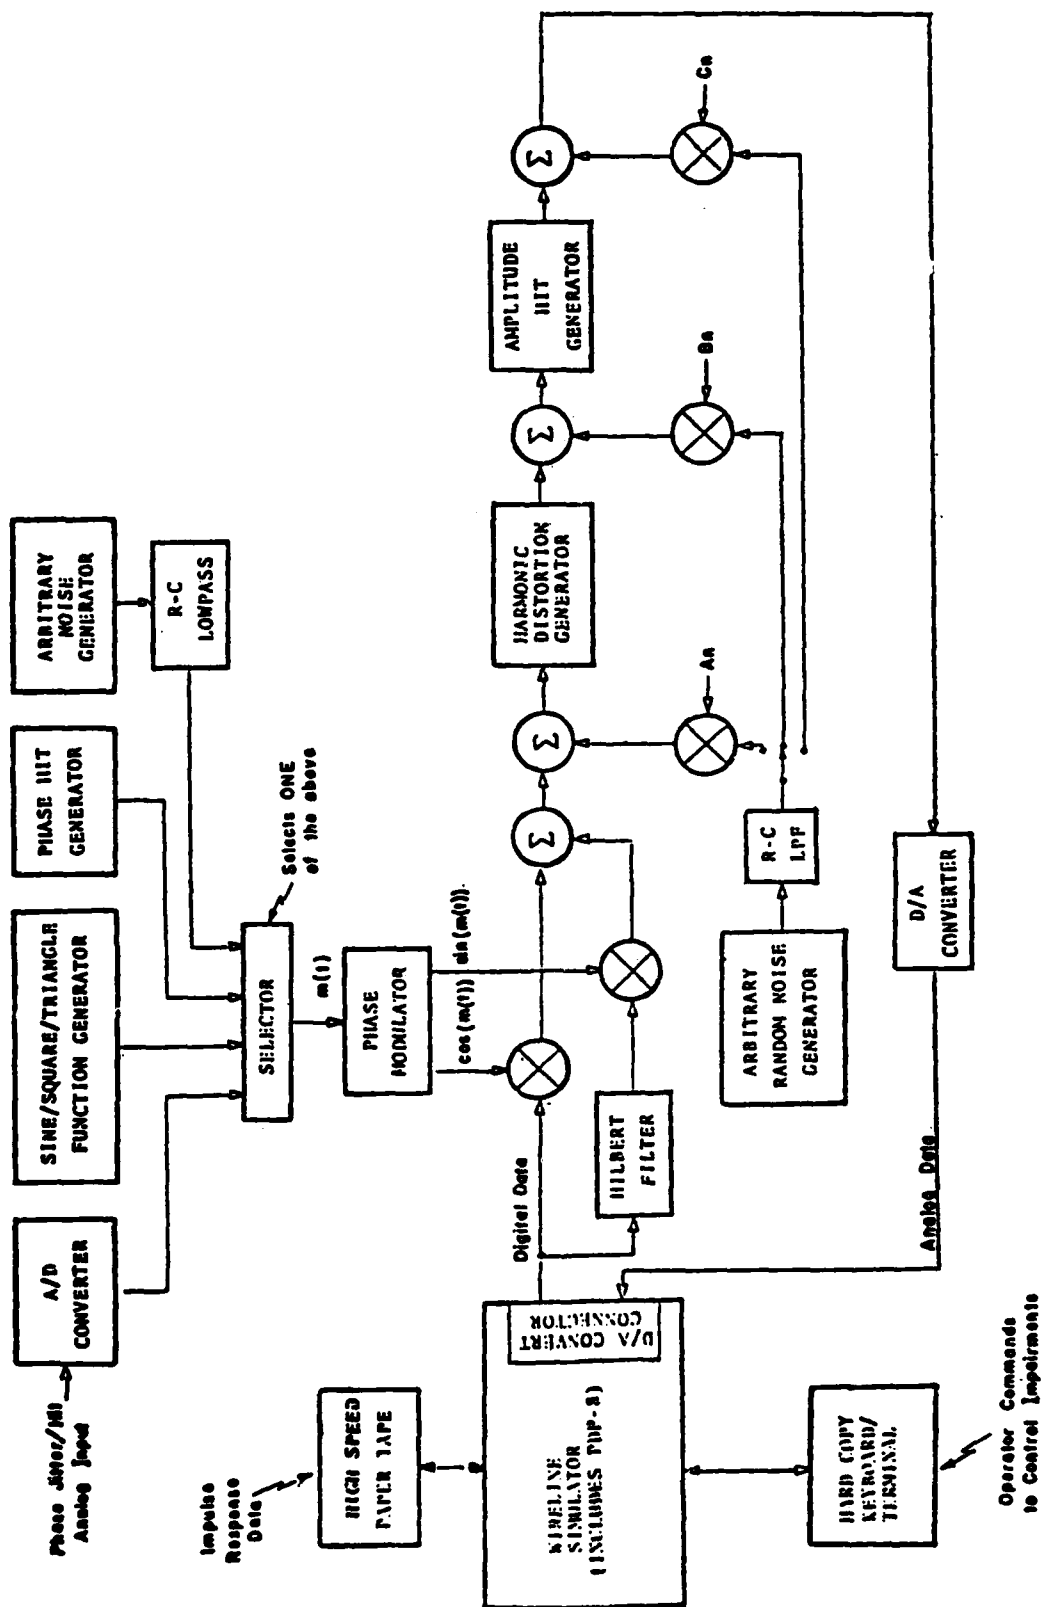 Phase Jitter/Hit
Analog Input
A/D
CONVERTER
SINE/SQUARE/TRIANGLE
FUNCTION GENERATOR
PHASE HIT
GENERATOR
ARBITRARY
NOISE
GENERATOR
R-C
LOWPASS
SELECTOR
Selects ONE
of the above
m(t)
PHASE
MODULATOR
cos(m(t))
sin(m(t))
Impulse
Response
Data
HIGH SPEED
PAPER TAPE
WIRELINE
SIMULATOR
(INCLUDES PDP-8)
D/A CONVERT
CONNECTOR
Digital Data
HILBERT
FILTER
Σ
Σ
HARMONIC
DISTORTION
GENERATOR
Σ
AMPLITUDE
HIT
GENERATOR
Σ
An
Bn
Cn
ARBITRARY
RANDOM NOISE
GENERATOR
R-C
LPF
HARD COPY
KEYBOARD/
TERMINAL
Operator Commands
to Control Impairments
Analog Data
D/A
CONVERTER